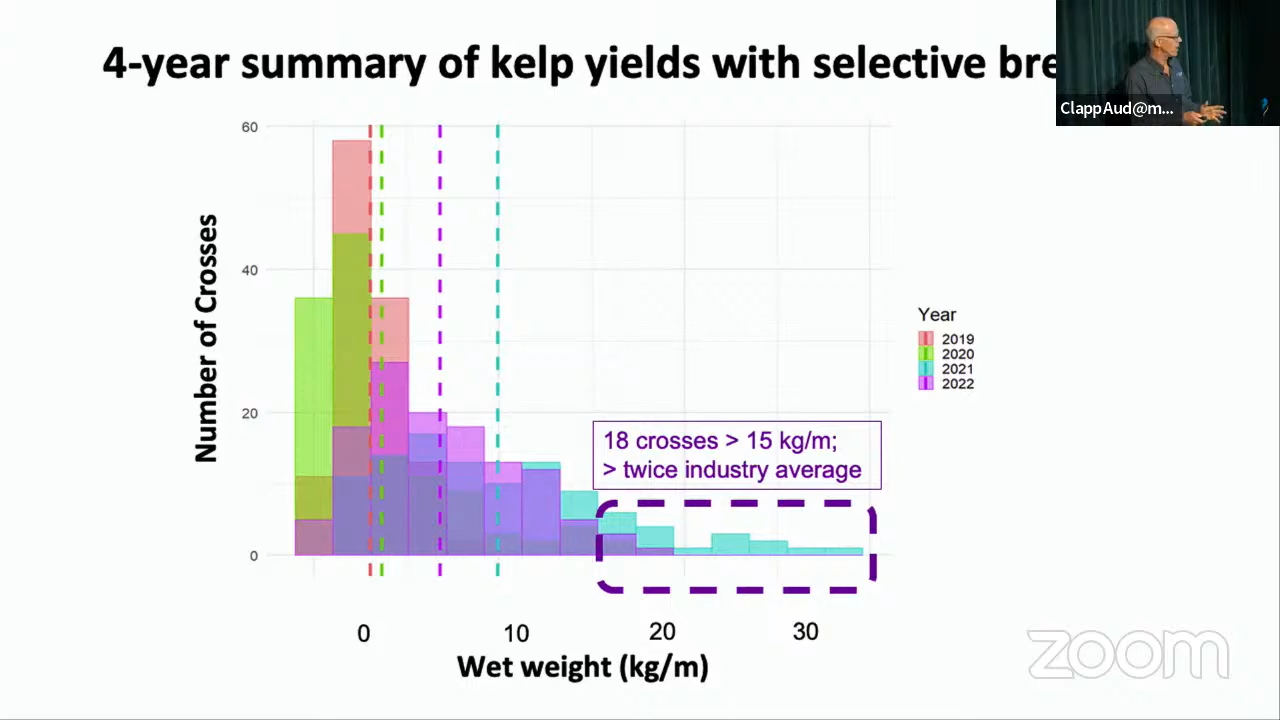 4-year summary of kelp yields with selective bre
ClappAud@m...
60
40
20
0
Number of Crosses
Year
2019
2020
2021
2022
18 crosses > 15 kg/m;
> twice industry average
0
10
20
30
Wet weight (kg/m)
zoom